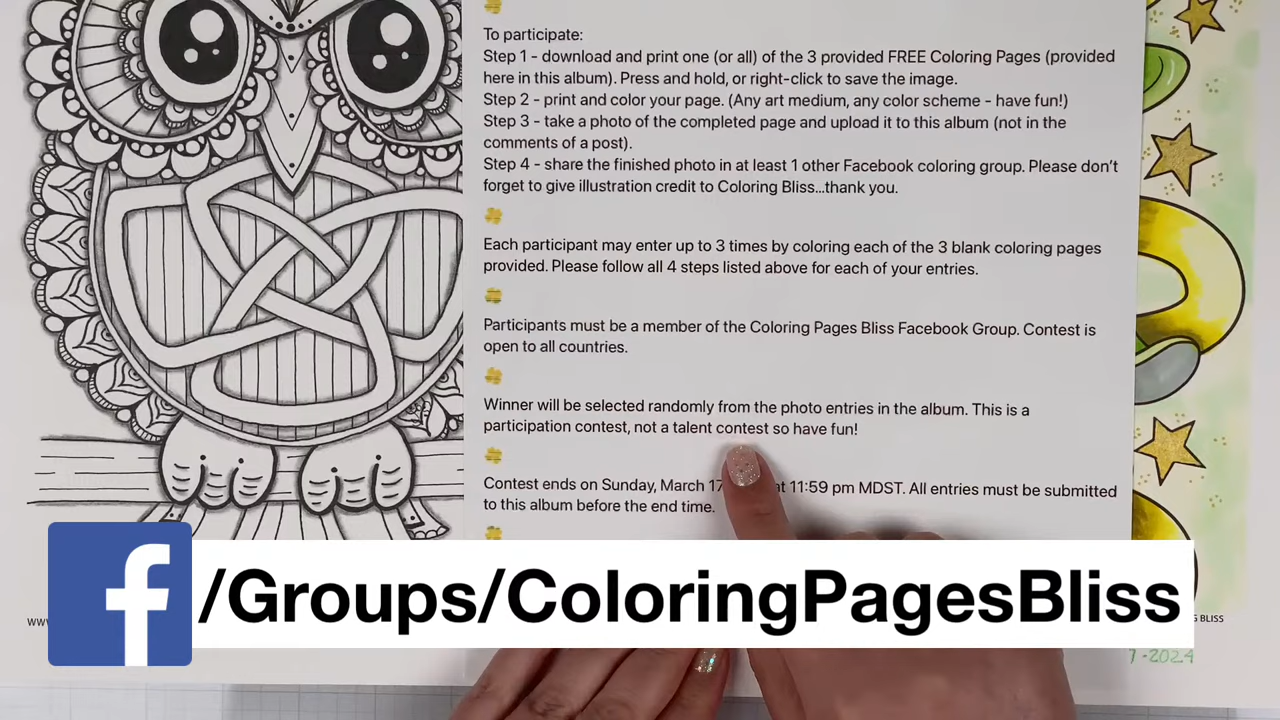 To participate:
Step 1 - download and print one (or all) of the 3 provided FREE Coloring Pages (provided
here in this album). Press and hold, or right-click to save the image.
Step 2 - print and color your page. (Any art medium, any color scheme - have fun!)
Step 3 - take a photo of the completed page and upload it to this album (not in the
comments of a post).
Step 4 - share the finished photo in at least 1 other Facebook coloring group. Please don't
forget to give illustration credit to Coloring Bliss...thank you.
Each participant may enter up to 3 times by coloring each of the 3 blank coloring pages
provided. Please follow all 4 steps listed above for each of your entries.
Participants must be a member of the Coloring Pages Bliss Facebook Group. Contest is
open to all countries.
Winner will be selected randomly from the photo entries in the album. This is a
participation contest, not a talent contest so have fun!
Contest ends on Sunday, March 17 at 11:59 pm MDST. All entries must be submitted
to this album before the end time.
f /Groups/ColoringPagesBliss
BLISS
-2024